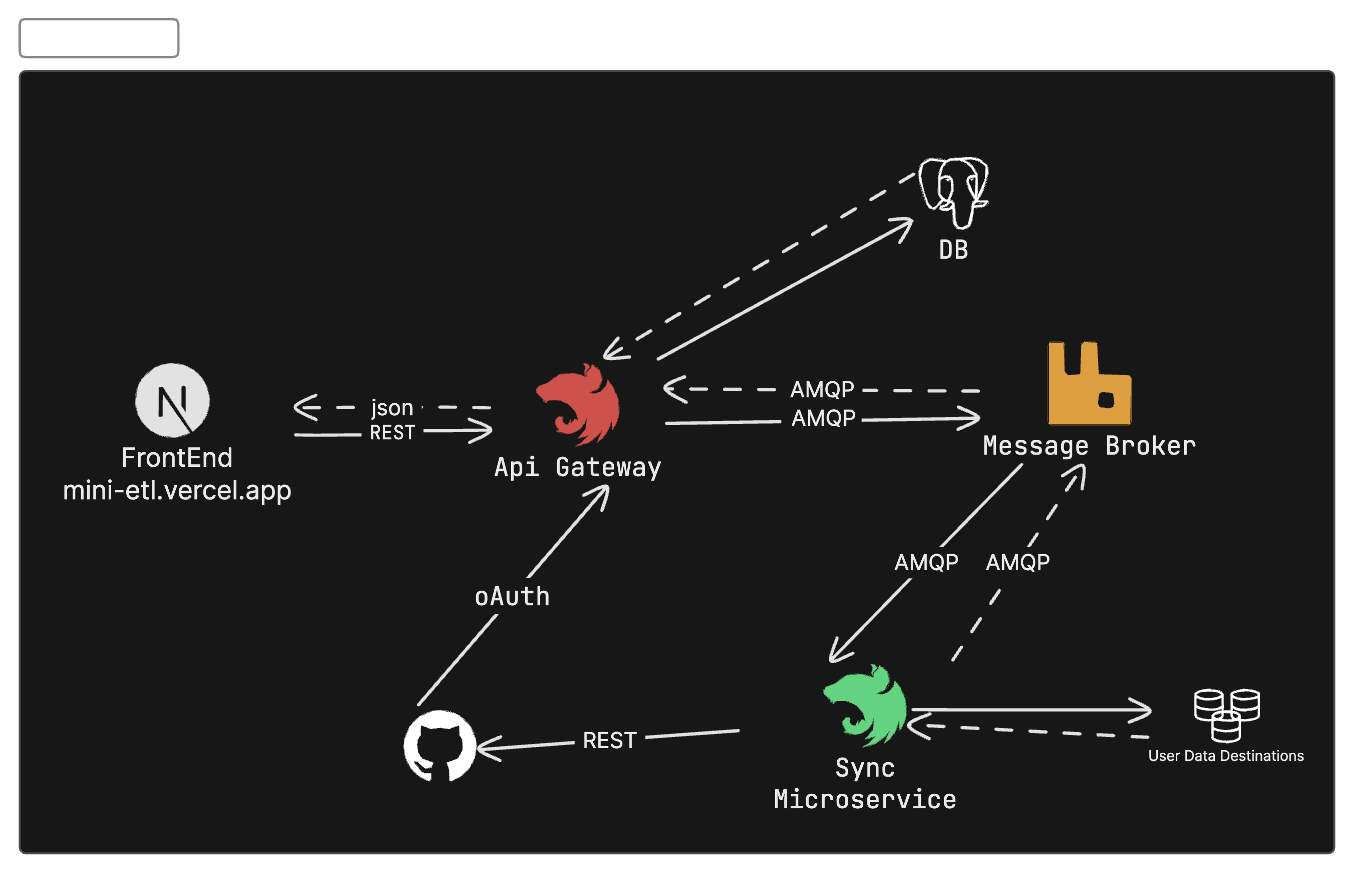 DB
json
REST
AMQP
AMQP
FrontEnd
mini-etl.vercel.app
Api Gateway
Message Broker
AMQP
AMQP
oAuth
REST
Sync
Microservice
User Data Destinations